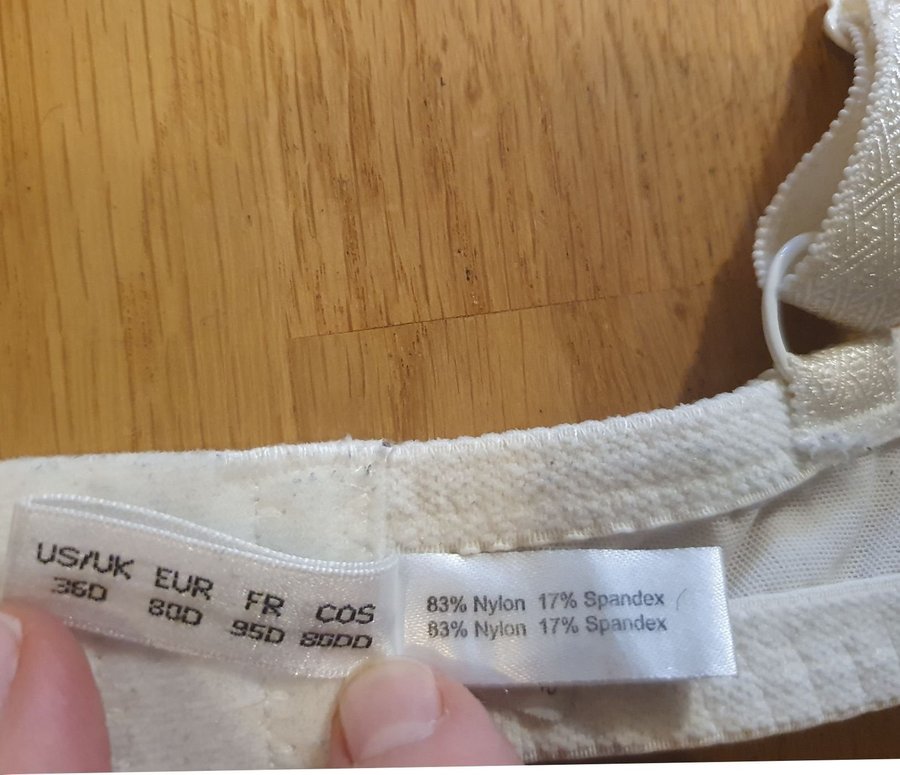 US/UK EUR FR COS
36D 80D 95D 80DD
83% Nylon 17% Spandex
83% Nylon 17% Spandex